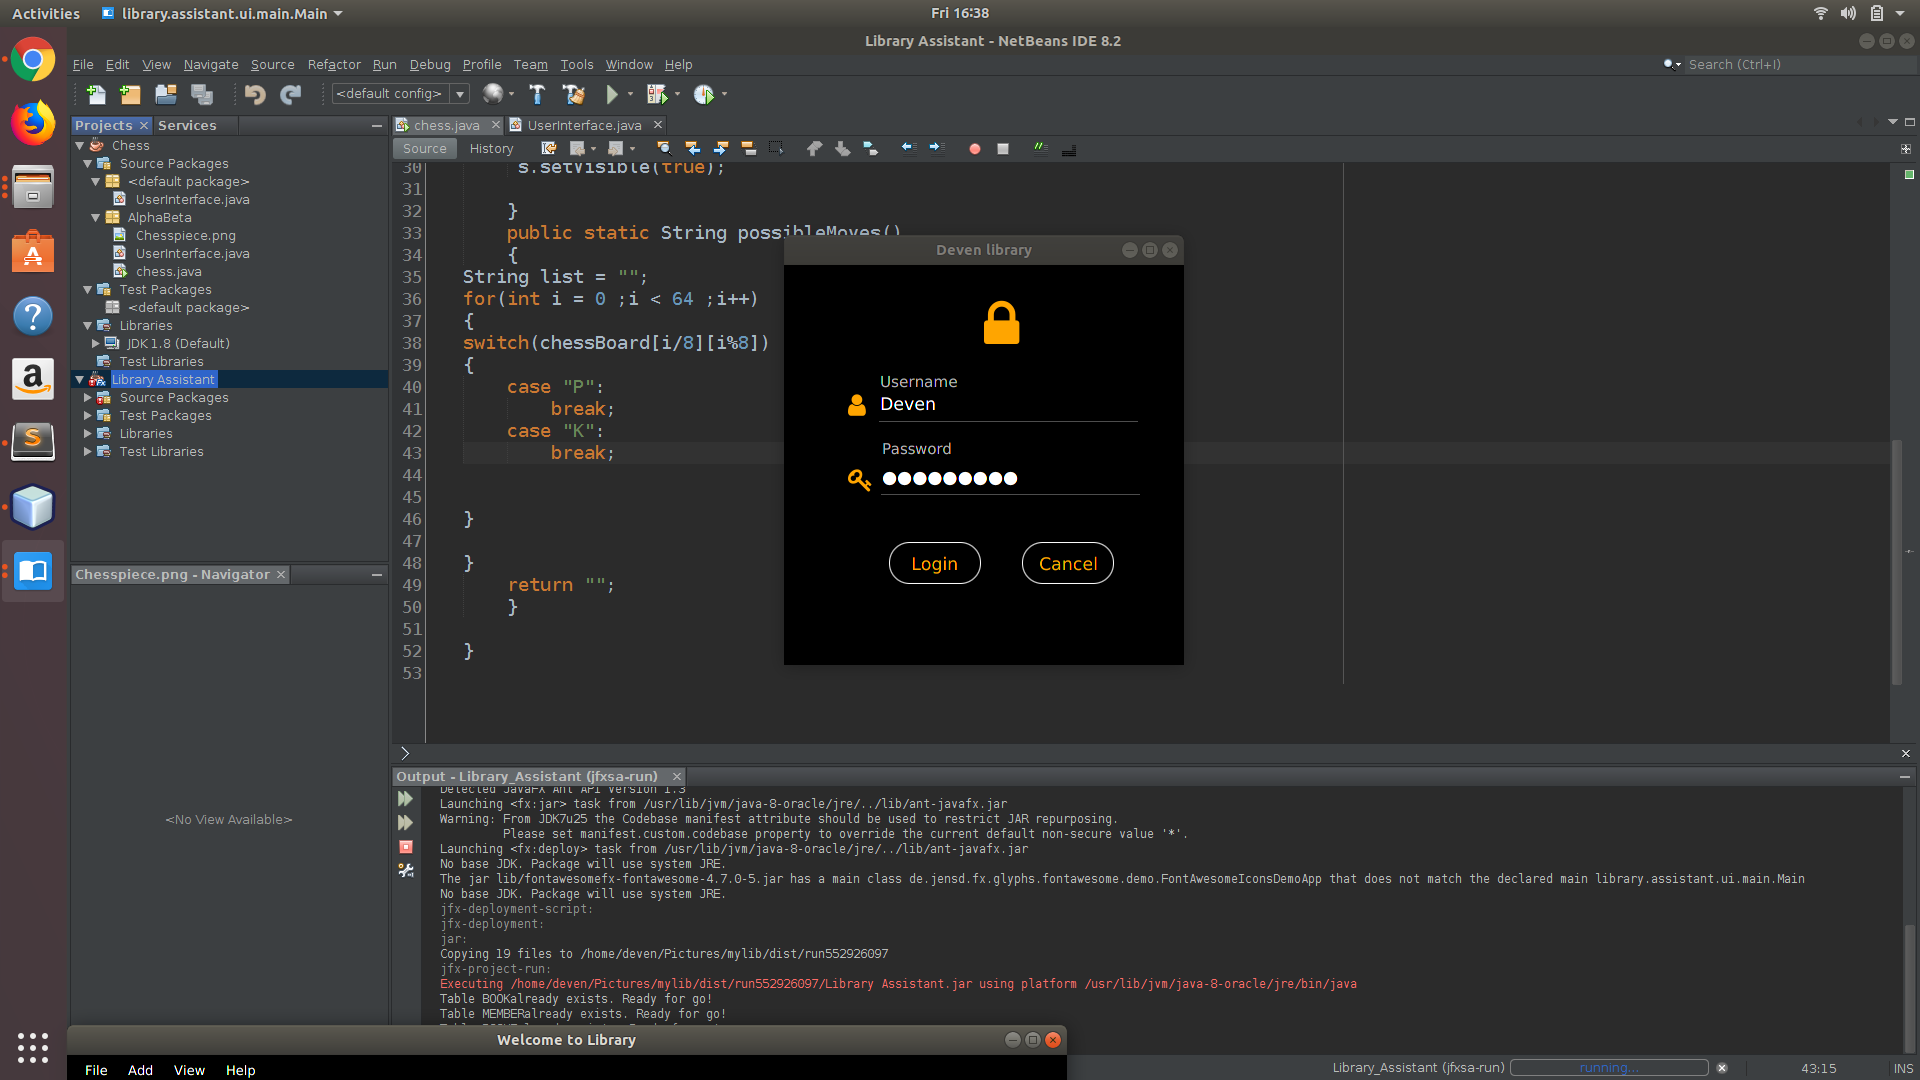 Activities
library.assistant.ui.main.Main
Fri 16:38
Library Assistant - NetBeans IDE 8.2
File Edit View Navigate Source Refactor Run Debug Profile Team Tools Window Help
Search (Ctrl+I)
<default config>
Projects
Services
Chess
Source Packages
<default package>
UserInterface.java
AlphaBeta
Chesspiece.png
UserInterface.java
chess.java
Test Packages
<default package>
Libraries
JDK 1.8 (Default)
Test Libraries
Library Assistant
Source Packages
Test Packages
Libraries
Test Libraries
Chesspiece.png - Navigator
<No View Available>
chess.java
UserInterface.java
Source
History
30 s.setVisible(true);
31
32 }
33 public static String possibleMoves()
34 {
35 String list = "";
36 for(int i = 0 ;i < 64 ;i++)
37 {
38 switch(chessBoard[i/8][i%8])
39 {
40 case "P":
41 break;
42 case "K":
43 break;
44
45
46 }
47
48 }
49 return "";
50 }
51
52 }
53
Deven library
Username
Deven
Password
Login
Cancel
Output - Library_Assistant (jfxsa-run)
Detected JavaFX Ant API version 1.3
Launching <fx:jar> task from /usr/lib/jvm/java-8-oracle/jre/../lib/ant-javafx.jar
Warning: From JDK7u25 the Codebase manifest attribute should be used to restrict JAR repurposing.
Please set manifest.custom.codebase property to override the current default non-secure value '*'.
Launching <fx:deploy> task from /usr/lib/jvm/java-8-oracle/jre/../lib/ant-javafx.jar
No base JDK. Package will use system JRE.
The jar lib/fontawesomefx-fontawesome-4.7.0-5.jar has a main class de.jensd.fx.glyphs.fontawesome.demo.FontAwesomeIconsDemoApp that does not match the declared main library.assistant.ui.main.Main
No base JDK. Package will use system JRE.
jfx-deployment-script:
jfx-deployment:
jar:
Copying 19 files to /home/deven/Pictures/mylib/dist/run552926097
jfx-project-run:
Executing /home/deven/Pictures/mylib/dist/run552926097/Library Assistant.jar using platform /usr/lib/jvm/java-8-oracle/jre/bin/java
Table BOOKalready exists. Ready for go!
Table MEMBERalready exists. Ready for go!
Welcome to Library
File Add View Help
Library_Assistant (jfxsa-run)
running...
43:15
INS